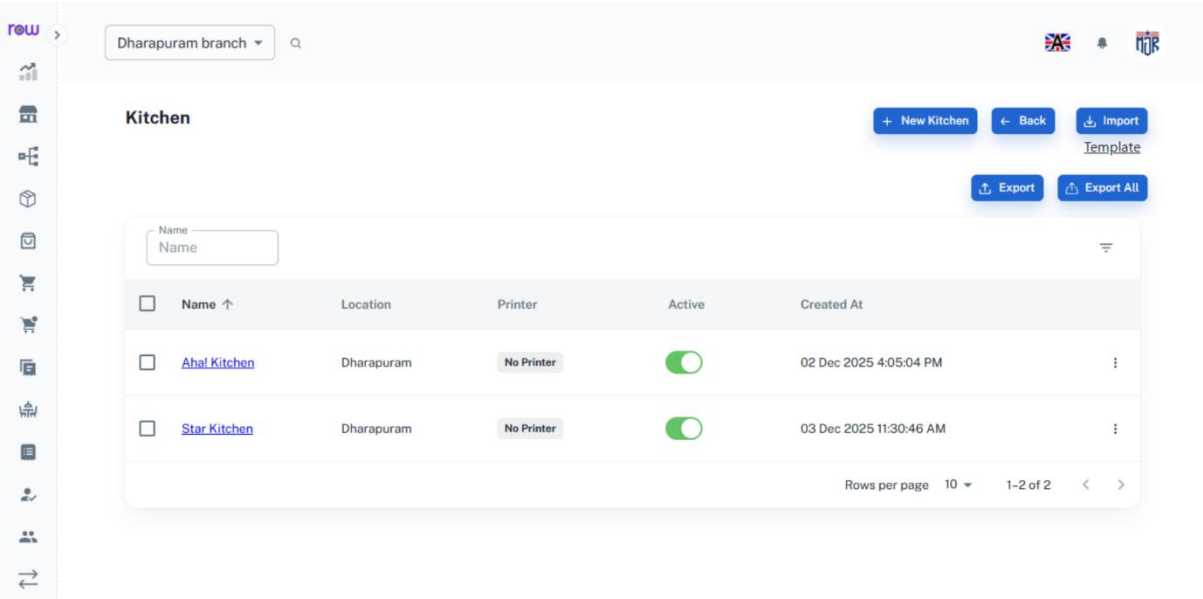 row
Dharapuram branch
A
MJR
Kitchen
+ New Kitchen
← Back
Import
Template
Export
Export All
Name
Name
Name ↑ Location Printer Active Created At
Aha! Kitchen Dharapuram No Printer 02 Dec 2025 4:05:04 PM
Star Kitchen Dharapuram No Printer 03 Dec 2025 11:30:46 AM
Rows per page 10 1–2 of 2